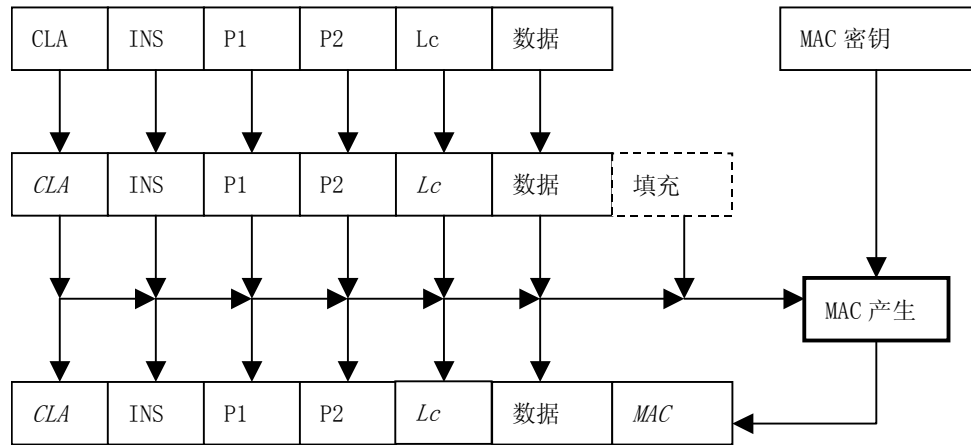 CLA INS P1 P2 Lc 数据 MAC 密钥
CLA INS P1 P2 Lc 数据 填充
MAC 产生
CLA INS P1 P2 Lc 数据 MAC